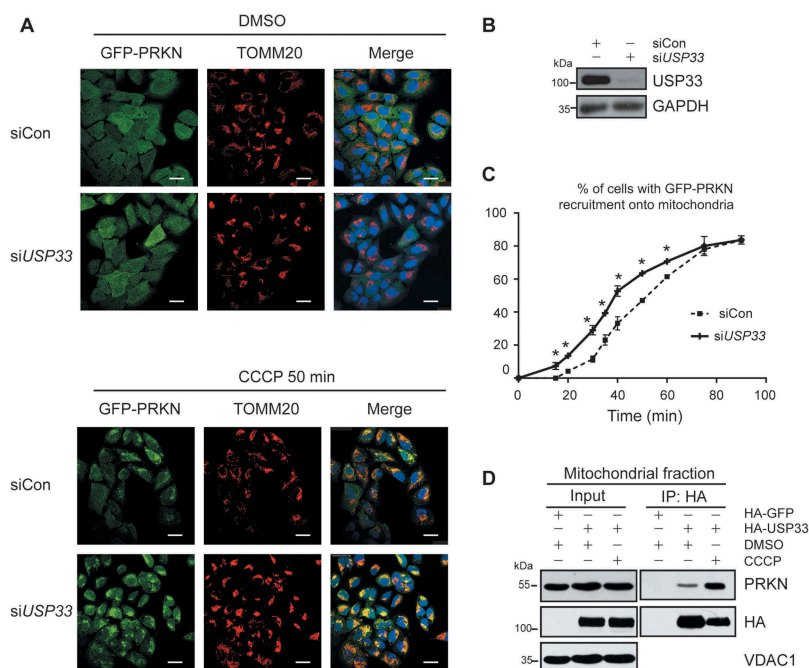 A
DMSO
GFP-PRKN TOMM20 Merge
siCon
siUSP33
CCCP 50 min
GFP-PRKN TOMM20 Merge
siCon
siUSP33
B
+ − siCon
− + siUSP33
kDa
100 USP33
35 GAPDH
C
% of cells with GFP-PRKN
recruitment onto mitochondria
100
80
60
40
20
0
* * * * * * *
siCon
siUSP33
0 20 40 60 80 100
Time (min)
D
Mitochondrial fraction
Input IP: HA
+ − − + − − HA-GFP
− + + − + + HA-USP33
+ + − + + − DMSO
− − + − − + CCCP
kDa
55 PRKN
100 HA
35 VDAC1